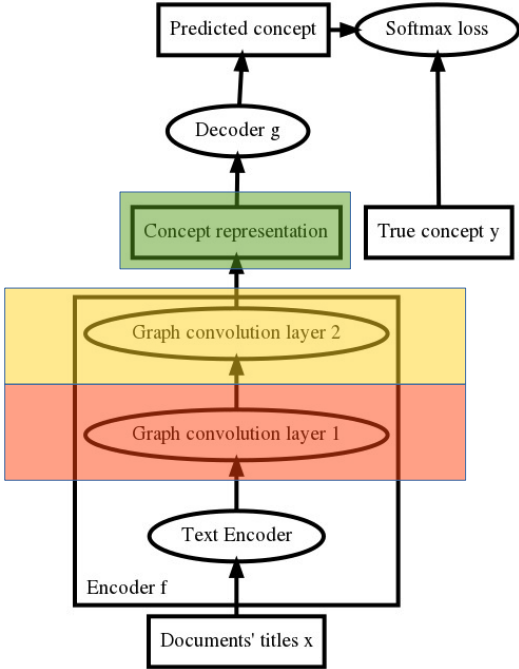 Predicted concept
Softmax loss
Decoder g
Concept representation
True concept y
Graph convolution layer 2
Graph convolution layer 1
Text Encoder
Encoder f
Documents' titles x